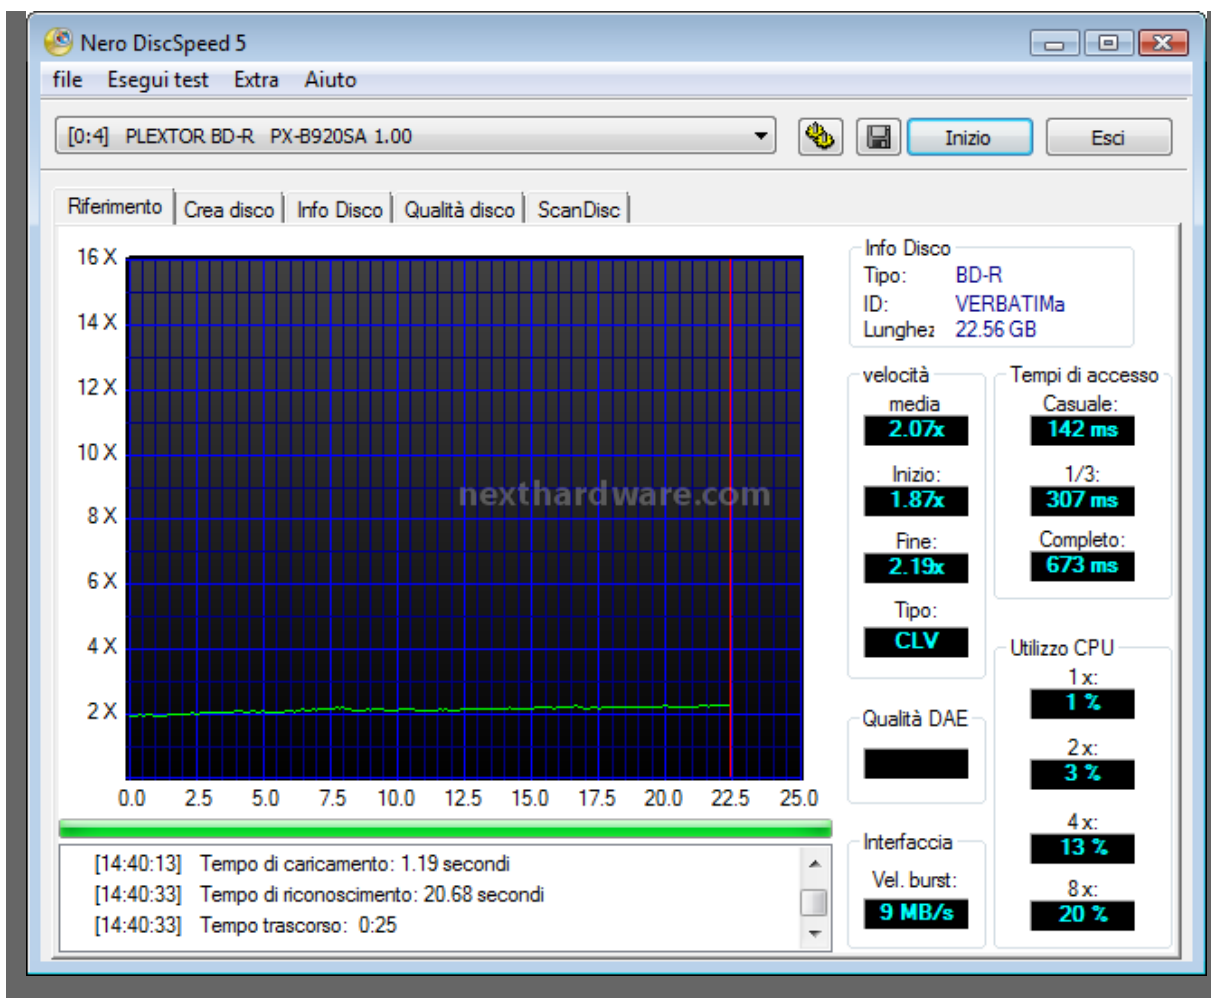 Nero DiscSpeed 5
file Esegui test Extra Aiuto
[0:4] PLEXTOR BD-R PX-B920SA 1.00
Inizio
Esci
Riferimento Crea disco Info Disco Qualità disco ScanDisc
16 X
14 X
12 X
10 X
8 X
6 X
4 X
2 X
0.0 2.5 5.0 7.5 10.0 12.5 15.0 17.5 20.0 22.5 25.0
nexthardware.com
Info Disco
Tipo: BD-R
ID: VERBATIMa
Lunghez 22.56 GB
velocità
media
2.07x
Inizio:
1.87x
Fine:
2.19x
Tipo:
CLV
Tempi di accesso
Casuale:
142 ms
1/3:
307 ms
Completo:
673 ms
Qualità DAE
Utilizzo CPU
1 x:
1 %
2 x:
3 %
4 x:
13 %
8 x:
20 %
Interfaccia
Vel. burst:
9 MB/s
[14:40:13] Tempo di caricamento: 1.19 secondi
[14:40:33] Tempo di riconoscimento: 20.68 secondi
[14:40:33] Tempo trascorso: 0:25